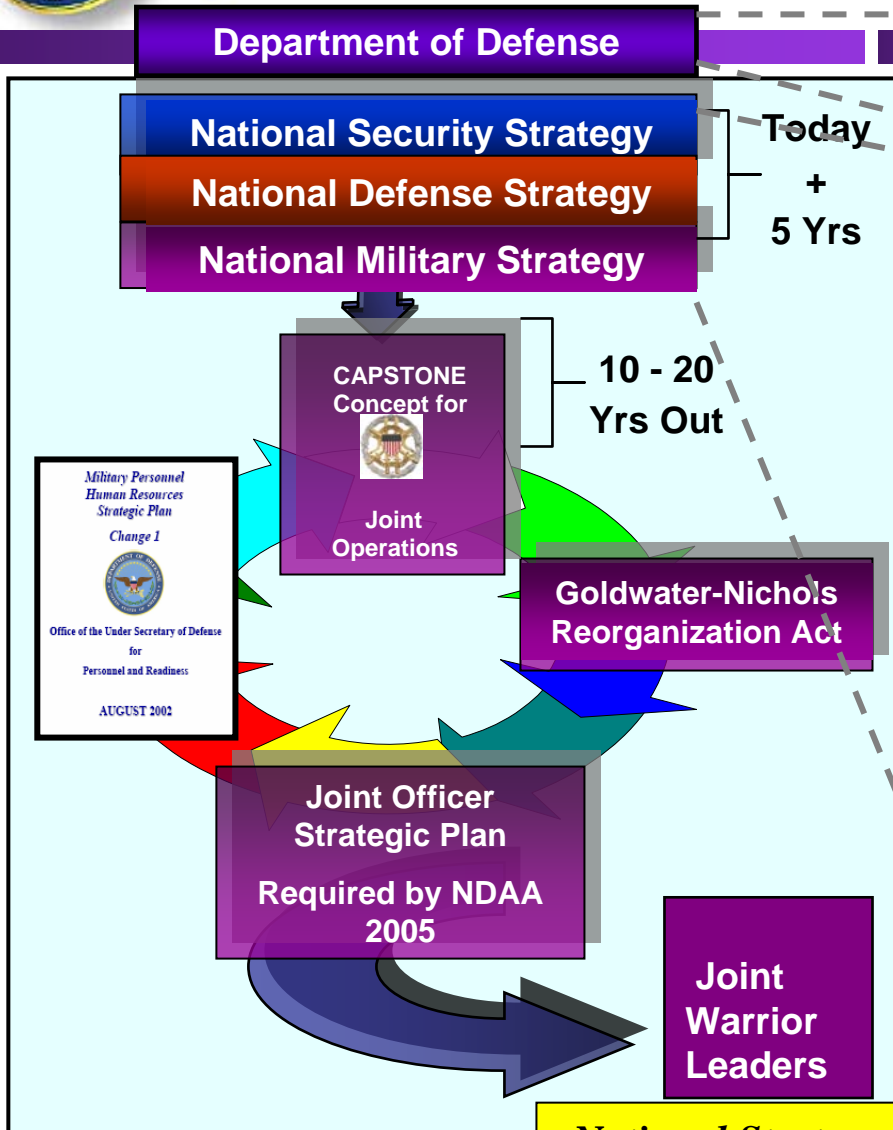 Department of Defense
National Security Strategy
National Defense Strategy
National Military Strategy
Today
+
5 Yrs
CAPSTONE
Concept for
Joint
Operations
10 - 20
Yrs Out
Military Personnel
Human Resources
Strategic Plan
Change 1
Office of the Under Secretary of Defense
for
Personnel and Readiness
AUGUST 2002
Goldwater-Nichols
Reorganization Act
Joint Officer
Strategic Plan
Required by NDAA
2005
Joint
Warrior
Leaders
National